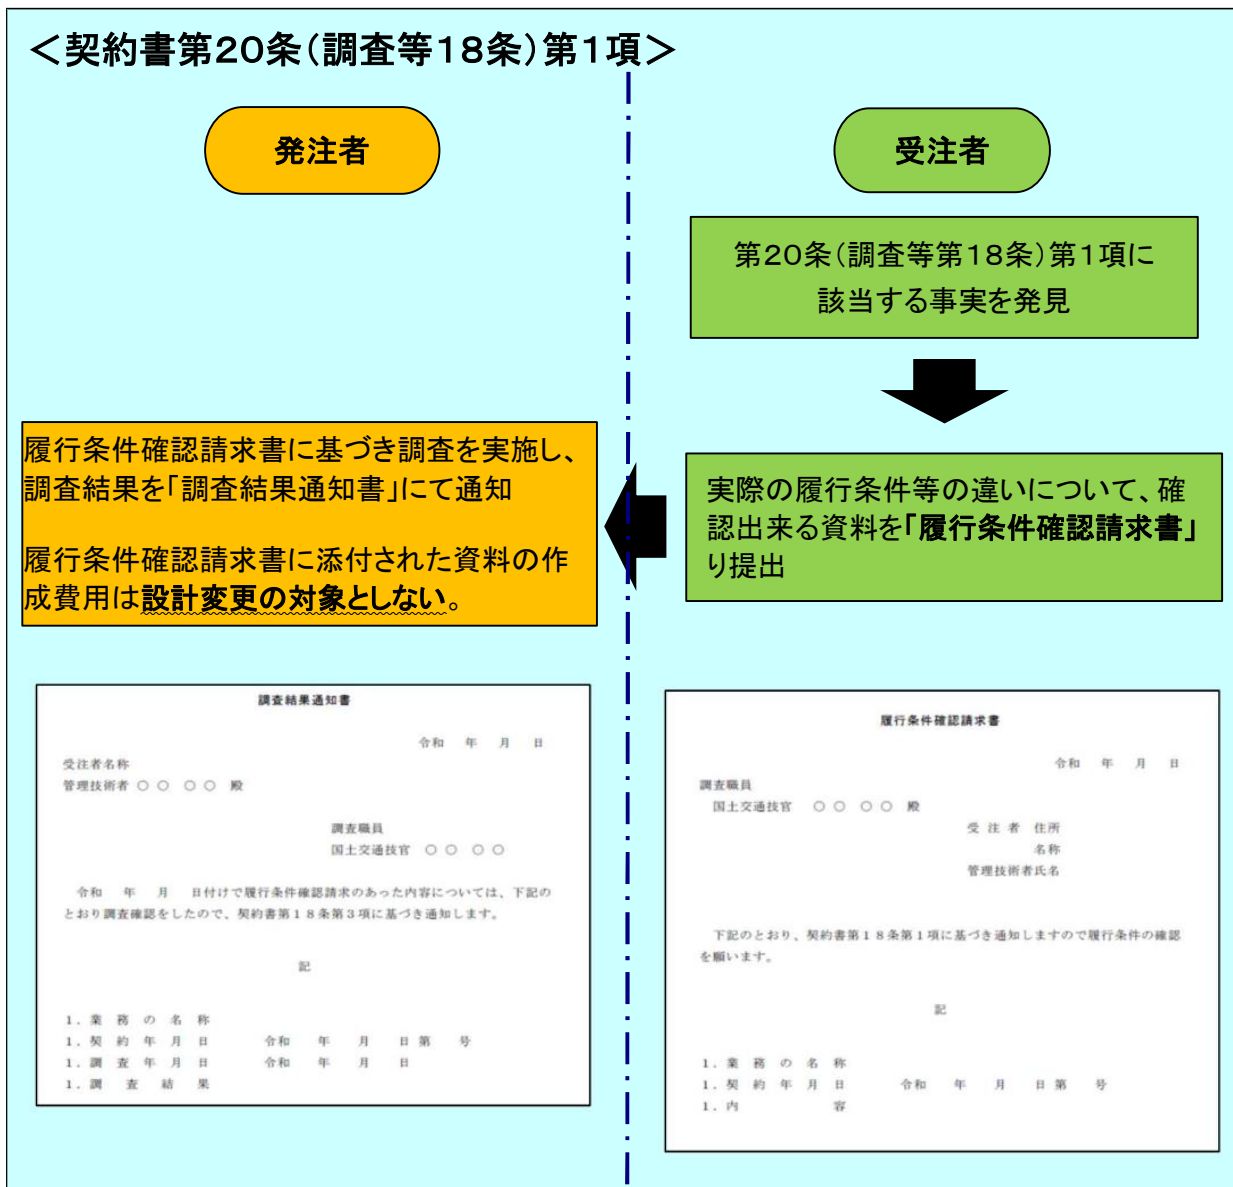 ＜契約書第２０条（調査等１８条）第１項＞
発注者
受注者
第２０条（調査等第１８条）第１項に
該当する事実を発見
履行条件確認請求書に基づき調査を実施し、
調査結果を「調査結果通知書」にて通知
履行条件確認請求書に添付された資料の作
成費用は設計変更の対象としない。
実際の履行条件等の違いについて、確
認出来る資料を「履行条件確認請求書」
り提出
調査結果通知書
令和　年　月　日
受注者名称
管理技術者 ○○ ○○ 殿
調査職員
国土交通技官 ○○ ○○
令和　年　月　日付けで履行条件確認請求のあった内容については、下記の
とおり調査確認をしたので、契約書第１８条第３項に基づき通知します。
記
１．業務の名称
１．契約年月日　令和　年　月　日第　号
１．調査年月日　令和　年　月　日
１．調査結果
履行条件確認請求書
令和　年　月　日
調査職員
国土交通技官 ○○ ○○ 殿
受注者 住所
名称
管理技術者氏名
下記のとおり、契約書第１８条第１項に基づき通知しますので履行条件の確認
を願います。
記
１．業務の名称
１．契約年月日　令和　年　月　日第　号
１．内容